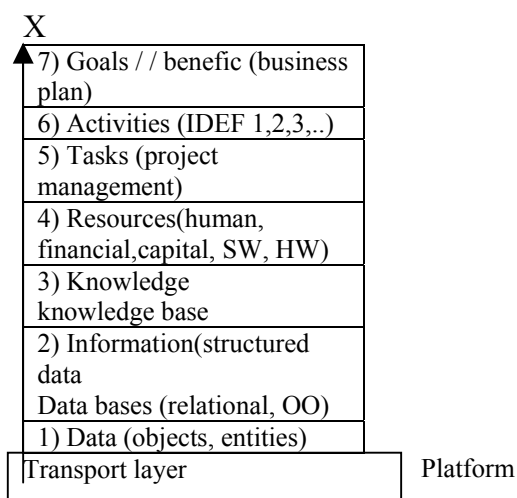 X
7) Goals / / benefic (business
plan)
6) Activities (IDEF 1,2,3,..)
5) Tasks (project
management)
4) Resources(human,
financial,capital, SW, HW)
3) Knowledge
knowledge base
2) Information(structured
data
Data bases (relational, OO)
1) Data (objects, entities)
Transport layer
Platform